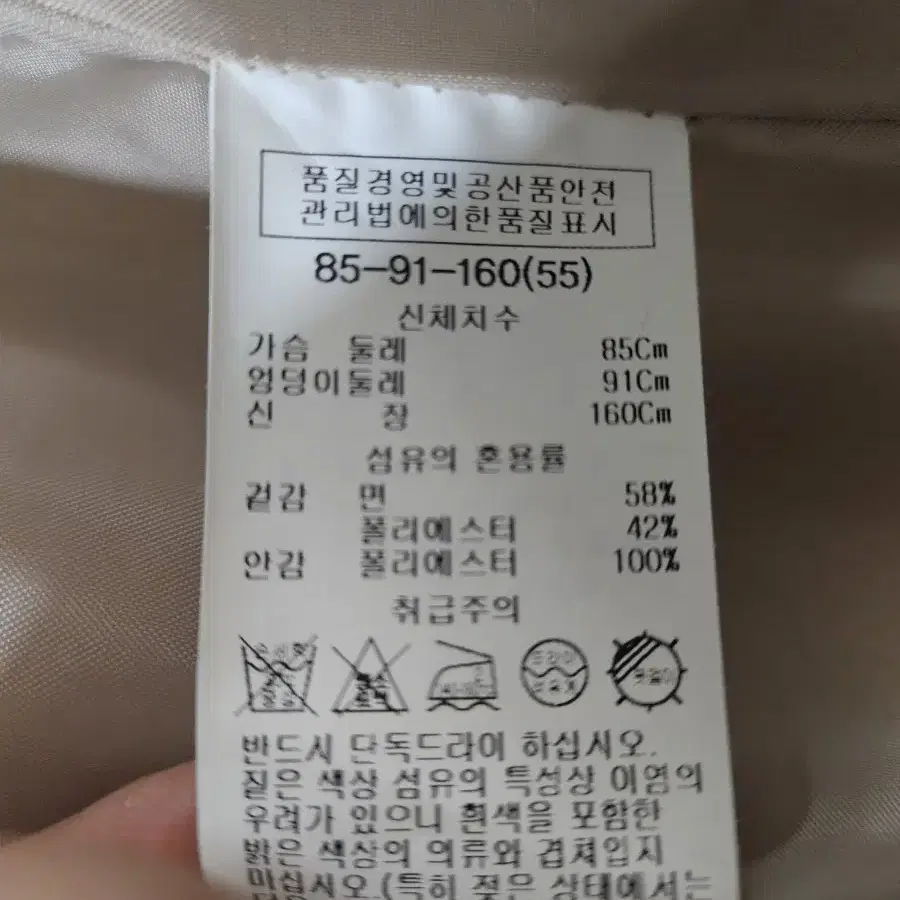 품질경영및공산품안전
관리법에의한품질표시
85-91-160(55)
신체치수
가슴 둘레 85Cm
엉덩이둘레 91Cm
신 장 160Cm
섬유의 혼용률
겉감 면 58%
폴리에스터 42%
안감 폴리에스터 100%
취급주의
드라이
옷걸이
반드시 단독드라이 하십시오.
짙은 색상 섬유의 특성상 이염의
우려가 있으니 흰색을 포함한
밝은 색상의 의류와 겹쳐입지
마십시오.(특히 젖은 상태에서는